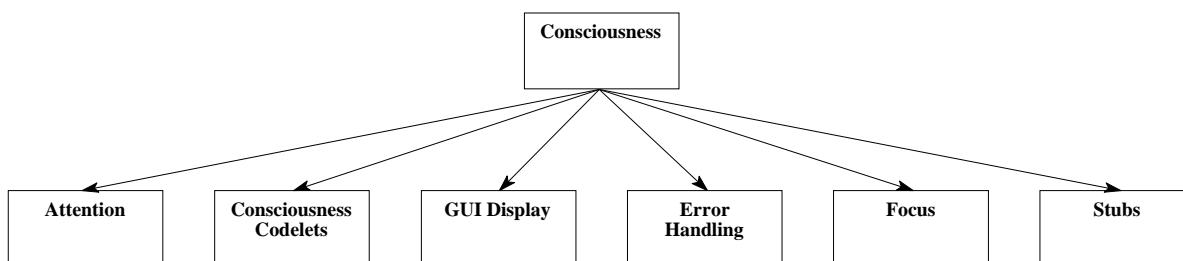 Consciousness
Attention
Consciousness
Codelets
GUI Display
Error
Handling
Focus
Stubs